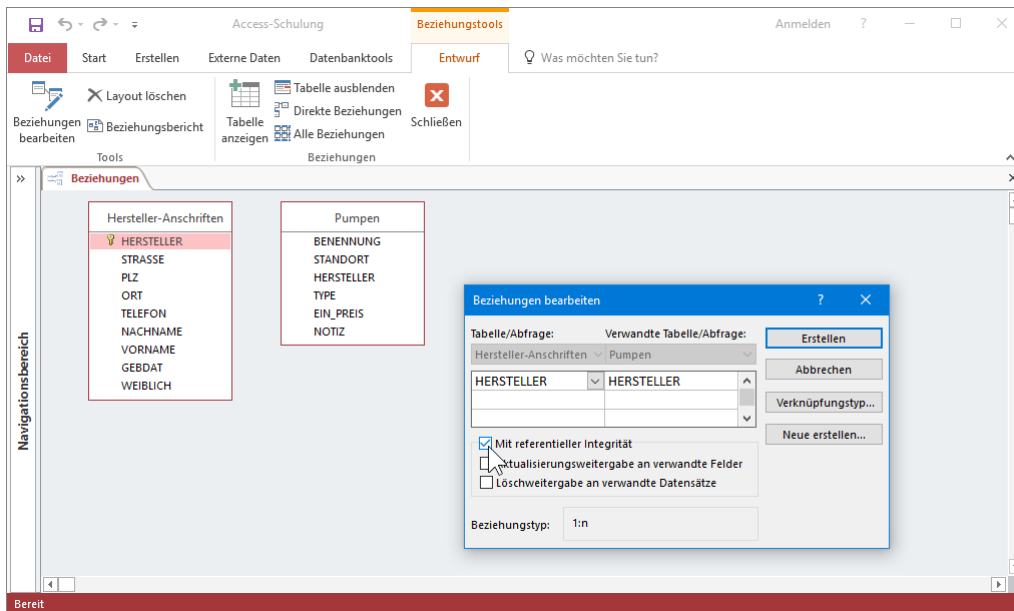 Access-Schulung
Beziehungstools
Anmelden ?
Datei Start Erstellen Externe Daten Datenbanktools Entwurf Was möchten Sie tun?
Beziehungen bearbeiten
Layout löschen
Beziehungsbericht
Tools
Tabelle anzeigen
Tabelle ausblenden
Direkte Beziehungen
Alle Beziehungen
Schließen
Beziehungen
Beziehungen
Navigationsbereich
Hersteller-Anschriften
HERSTELLER
STRASSE
PLZ
ORT
TELEFON
NACHNAME
VORNAME
GEBDAT
WEIBLICH
Pumpen
BENENNUNG
STANDORT
HERSTELLER
TYPE
EIN_PREIS
NOTIZ
Beziehungen bearbeiten ?
Tabelle/Abfrage: Verwandte Tabelle/Abfrage:
Hersteller-Anschriften Pumpen
HERSTELLER HERSTELLER
Mit referentieller Integrität
ktualisierungsweitergabe an verwandte Felder
Löschweitergabe an verwandte Datensätze
Beziehungstyp: 1:n
Erstellen
Abbrechen
Verknüpfungstyp...
Neue erstellen...
Bereit